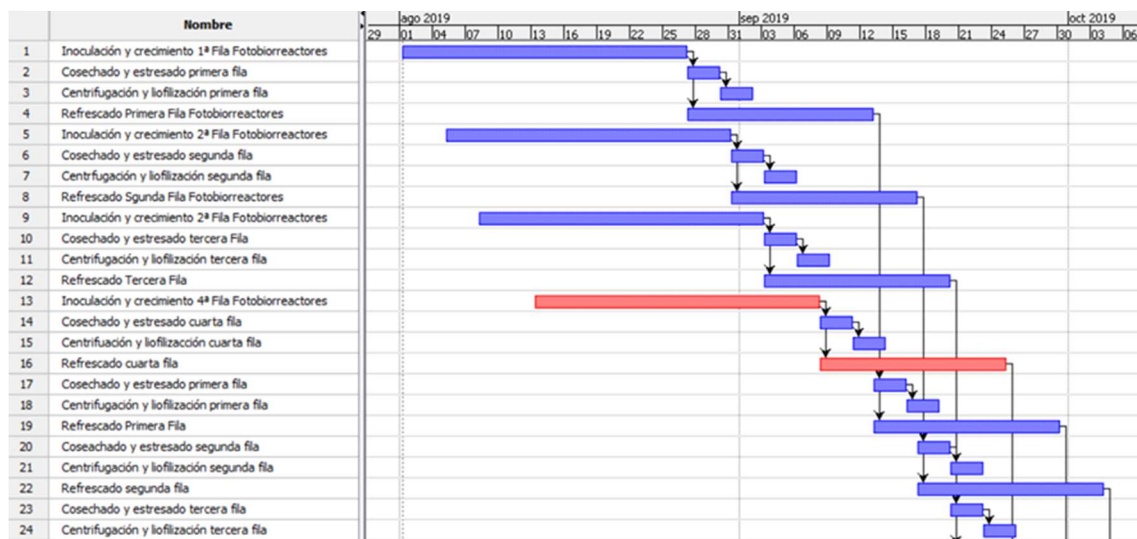 Nombre
ago 2019 sep 2019 oct 2019
29 01 04 07 10 13 16 19 22 25 28 31 03 06 09 12 15 18 21 24 27 30 03 06
1 Inoculación y crecimiento 1ª Fila Fotobiorreactores
2 Cosechado y estresado primera fila
3 Centrifugación y liofilización primera fila
4 Refrescado Primera Fila Fotobiorreactores
5 Inoculación y crecimiento 2ª Fila Fotobiorreactores
6 Cosechado y estresado segunda fila
7 Centrfugación y liofilización segunda fila
8 Refrescado Sgunda Fila Fotobiorreactores
9 Inoculación y crecimiento 2ª Fila Fotobiorreactores
10 Cosechado y estresado tercera Fila
11 Centrifugación y liofilización tercera fila
12 Refrescado Tercera Fila
13 Inoculación y crecimiento 4ª Fila Fotobiorreactores
14 Cosechado y estresado cuarta fila
15 Centrifuación y liofilizacción cuarta fila
16 Refrescado cuarta fila
17 Cosechado y estresado primera fila
18 Centrifugación y liofilización primera fila
19 Refrescado Primera Fila
20 Coseachado y estresado segunda fila
21 Centrifugación y liofilización segunda fila
22 Refrescado segunda fila
23 Cosechado y estresado tercera fila
24 Centrifugación y liofilización tercera fila